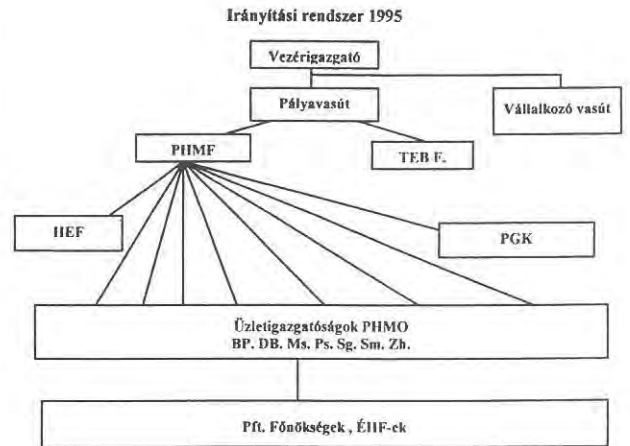 Irányítási rendszer 1995
Vezérigazgató
Pályavasút
Vállalkozó vasút
PHMF
TEB F.
HEF
PGK
Üzletigazgatóságok PHMO
BP. DB. Ms. Ps. Sg. Sm. Zh.
Pft. Főnökségek , ÉHF-ek